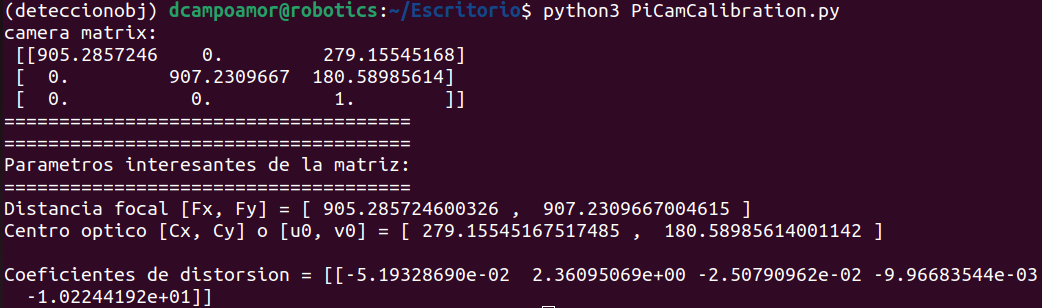 (deteccionobj) dcampoamor@robotics:~/Escritorio$ python3 PiCamCalibration.py
camera matrix:
 [[905.2857246    0.         279.15545168]
 [  0.         907.2309667  180.58985614]
 [  0.           0.           1.        ]]
=====================================
=====================================
Parametros interesantes de la matriz:
=====================================
Distancia focal [Fx, Fy] = [ 905.285724600326 ,  907.2309667004615 ]
Centro optico [Cx, Cy] o [u0, v0] = [ 279.15545167517485 ,  180.58985614001142 ]

Coeficientes de distorsion = [[-5.19328690e-02  2.36095069e+00 -2.50790962e-02 -9.96683544e-03
  -1.02244192e+01]]